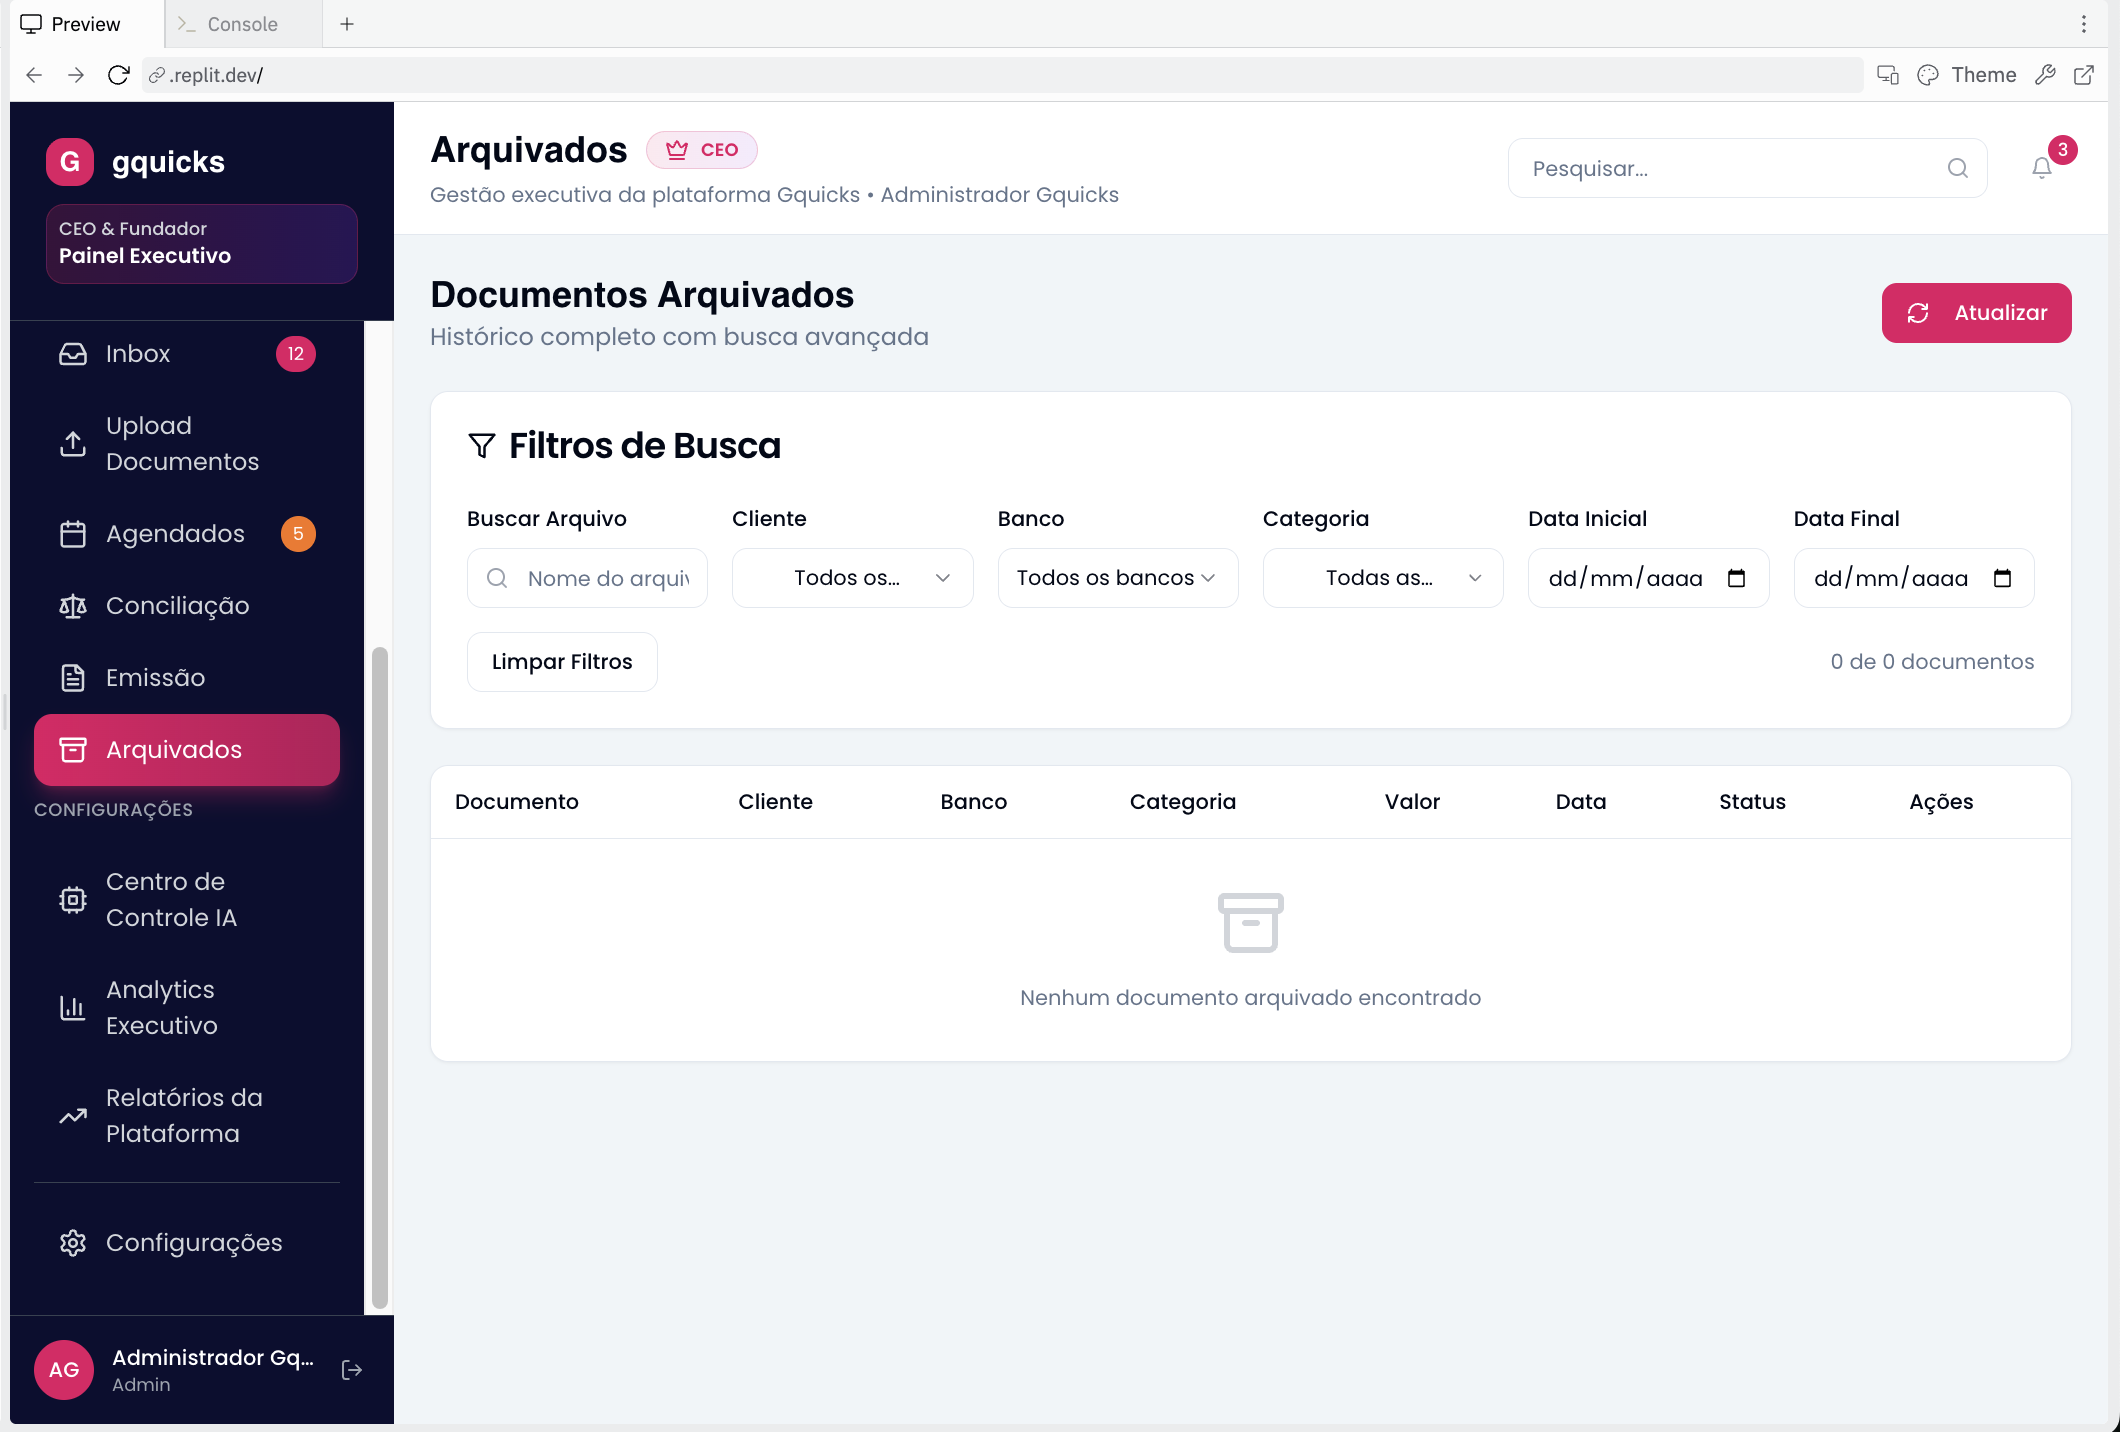 Preview
Console
.replit.dev/
Theme
G gquicks
CEO & Fundador
Painel Executivo
Inbox 12
Upload
Documentos
Agendados 5
Conciliação
Emissão
Arquivados
CONFIGURAÇÕES
Centro de
Controle IA
Analytics
Executivo
Relatórios da
Plataforma
Configurações
AG Administrador Gq...
Admin
Arquivados CEO
Gestão executiva da plataforma Gquicks • Administrador Gquicks
Pesquisar...
3
Documentos Arquivados
Histórico completo com busca avançada
Atualizar
Filtros de Busca
Buscar Arquivo Cliente Banco Categoria Data Inicial Data Final
Nome do arquiv Todos os... Todos os bancos Todas as... dd/mm/aaaa dd/mm/aaaa
Limpar Filtros 0 de 0 documentos
Documento Cliente Banco Categoria Valor Data Status Ações
Nenhum documento arquivado encontrado